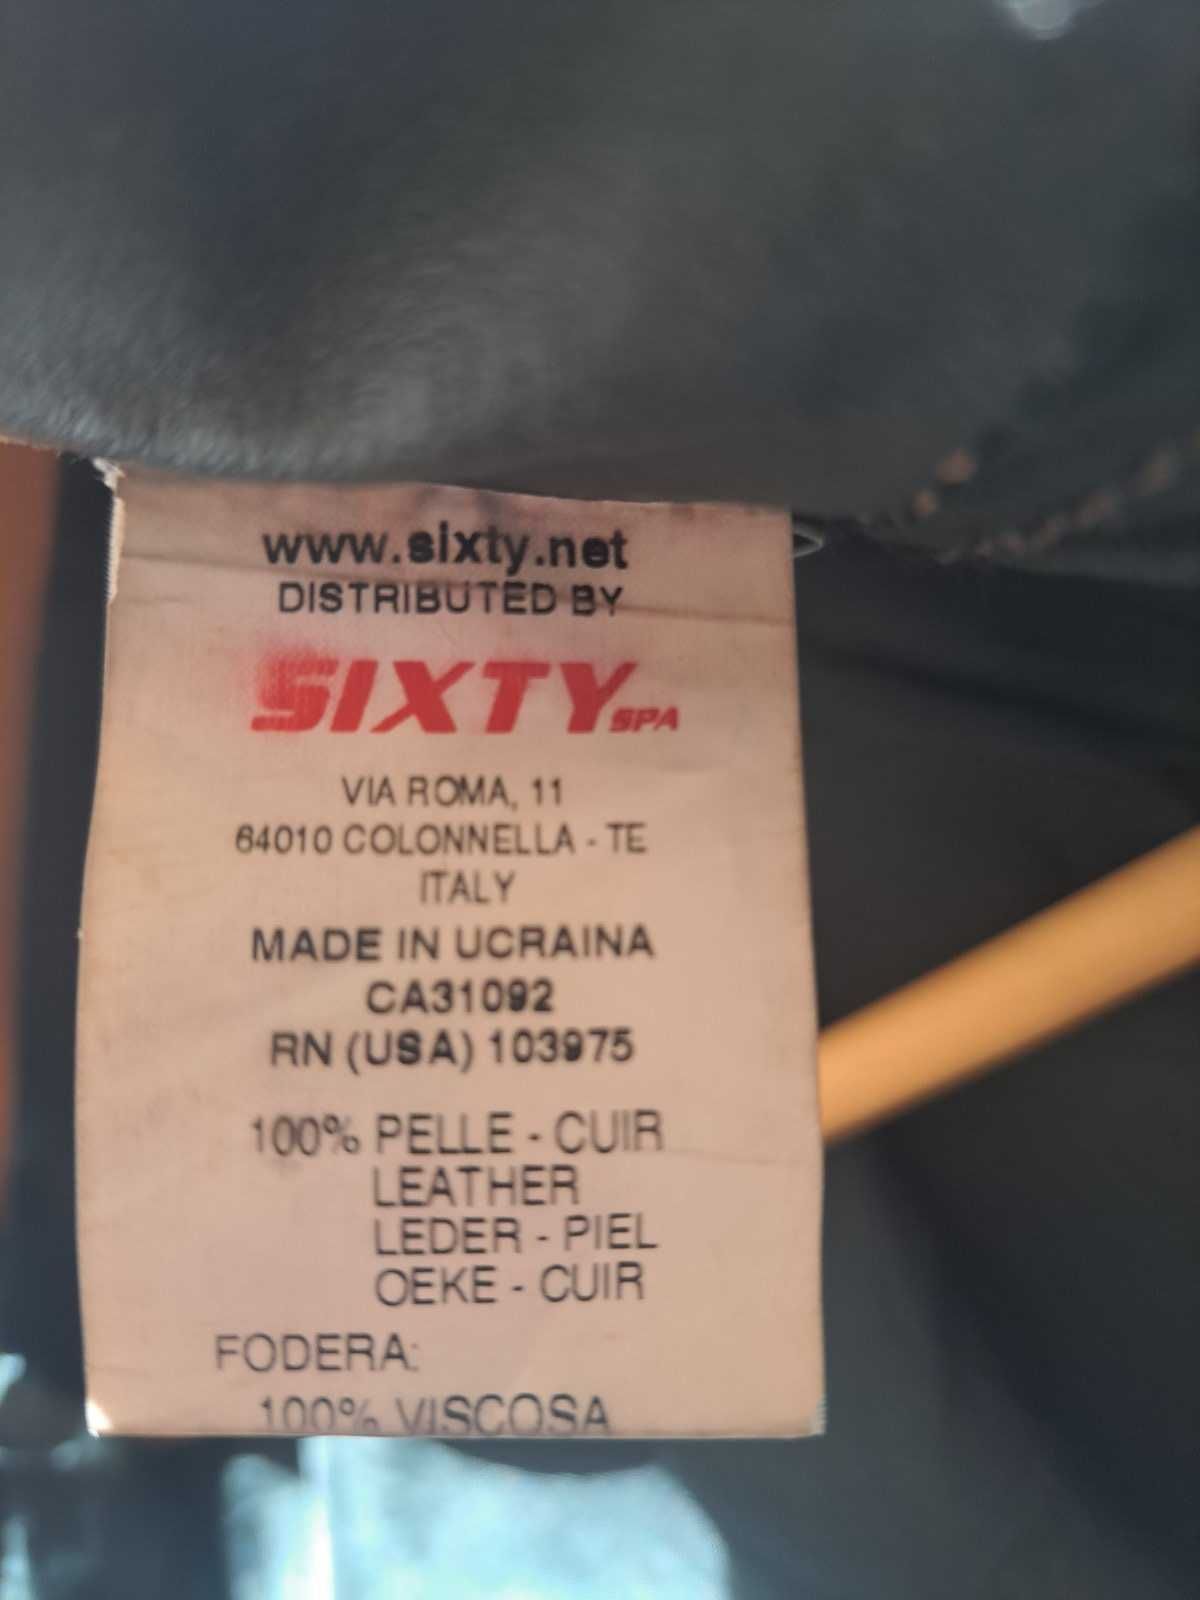 www.sixty.net
DISTRIBUTED BY
SIXTY SPA
VIA ROMA, 11
64010 COLONNELLA - TE
ITALY
MADE IN UCRAINA
CA31092
RN (USA) 103975
100% PELLE - CUIR
LEATHER
LEDER - PIEL
OEKE - CUIR
FODERA:
100% VISCOSA